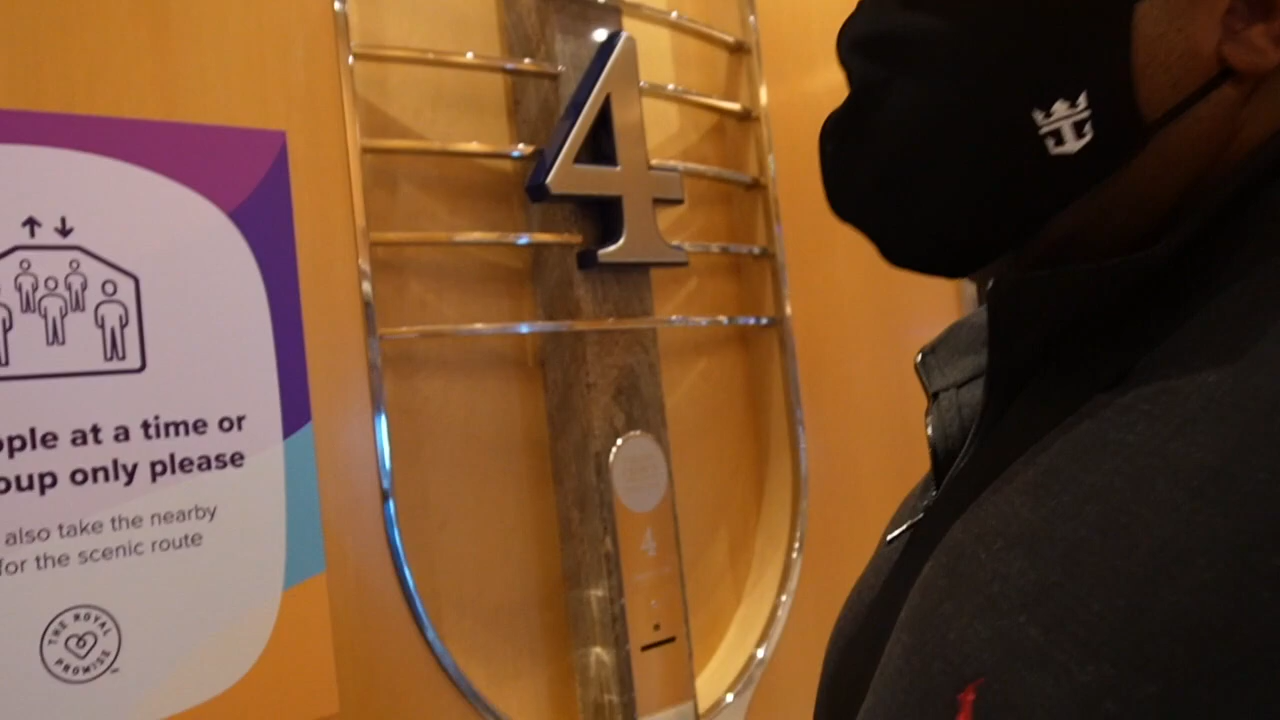 4
ople at a time or
oup only please
also take the nearby
for the scenic route
THE ROYAL
PROMISE
4